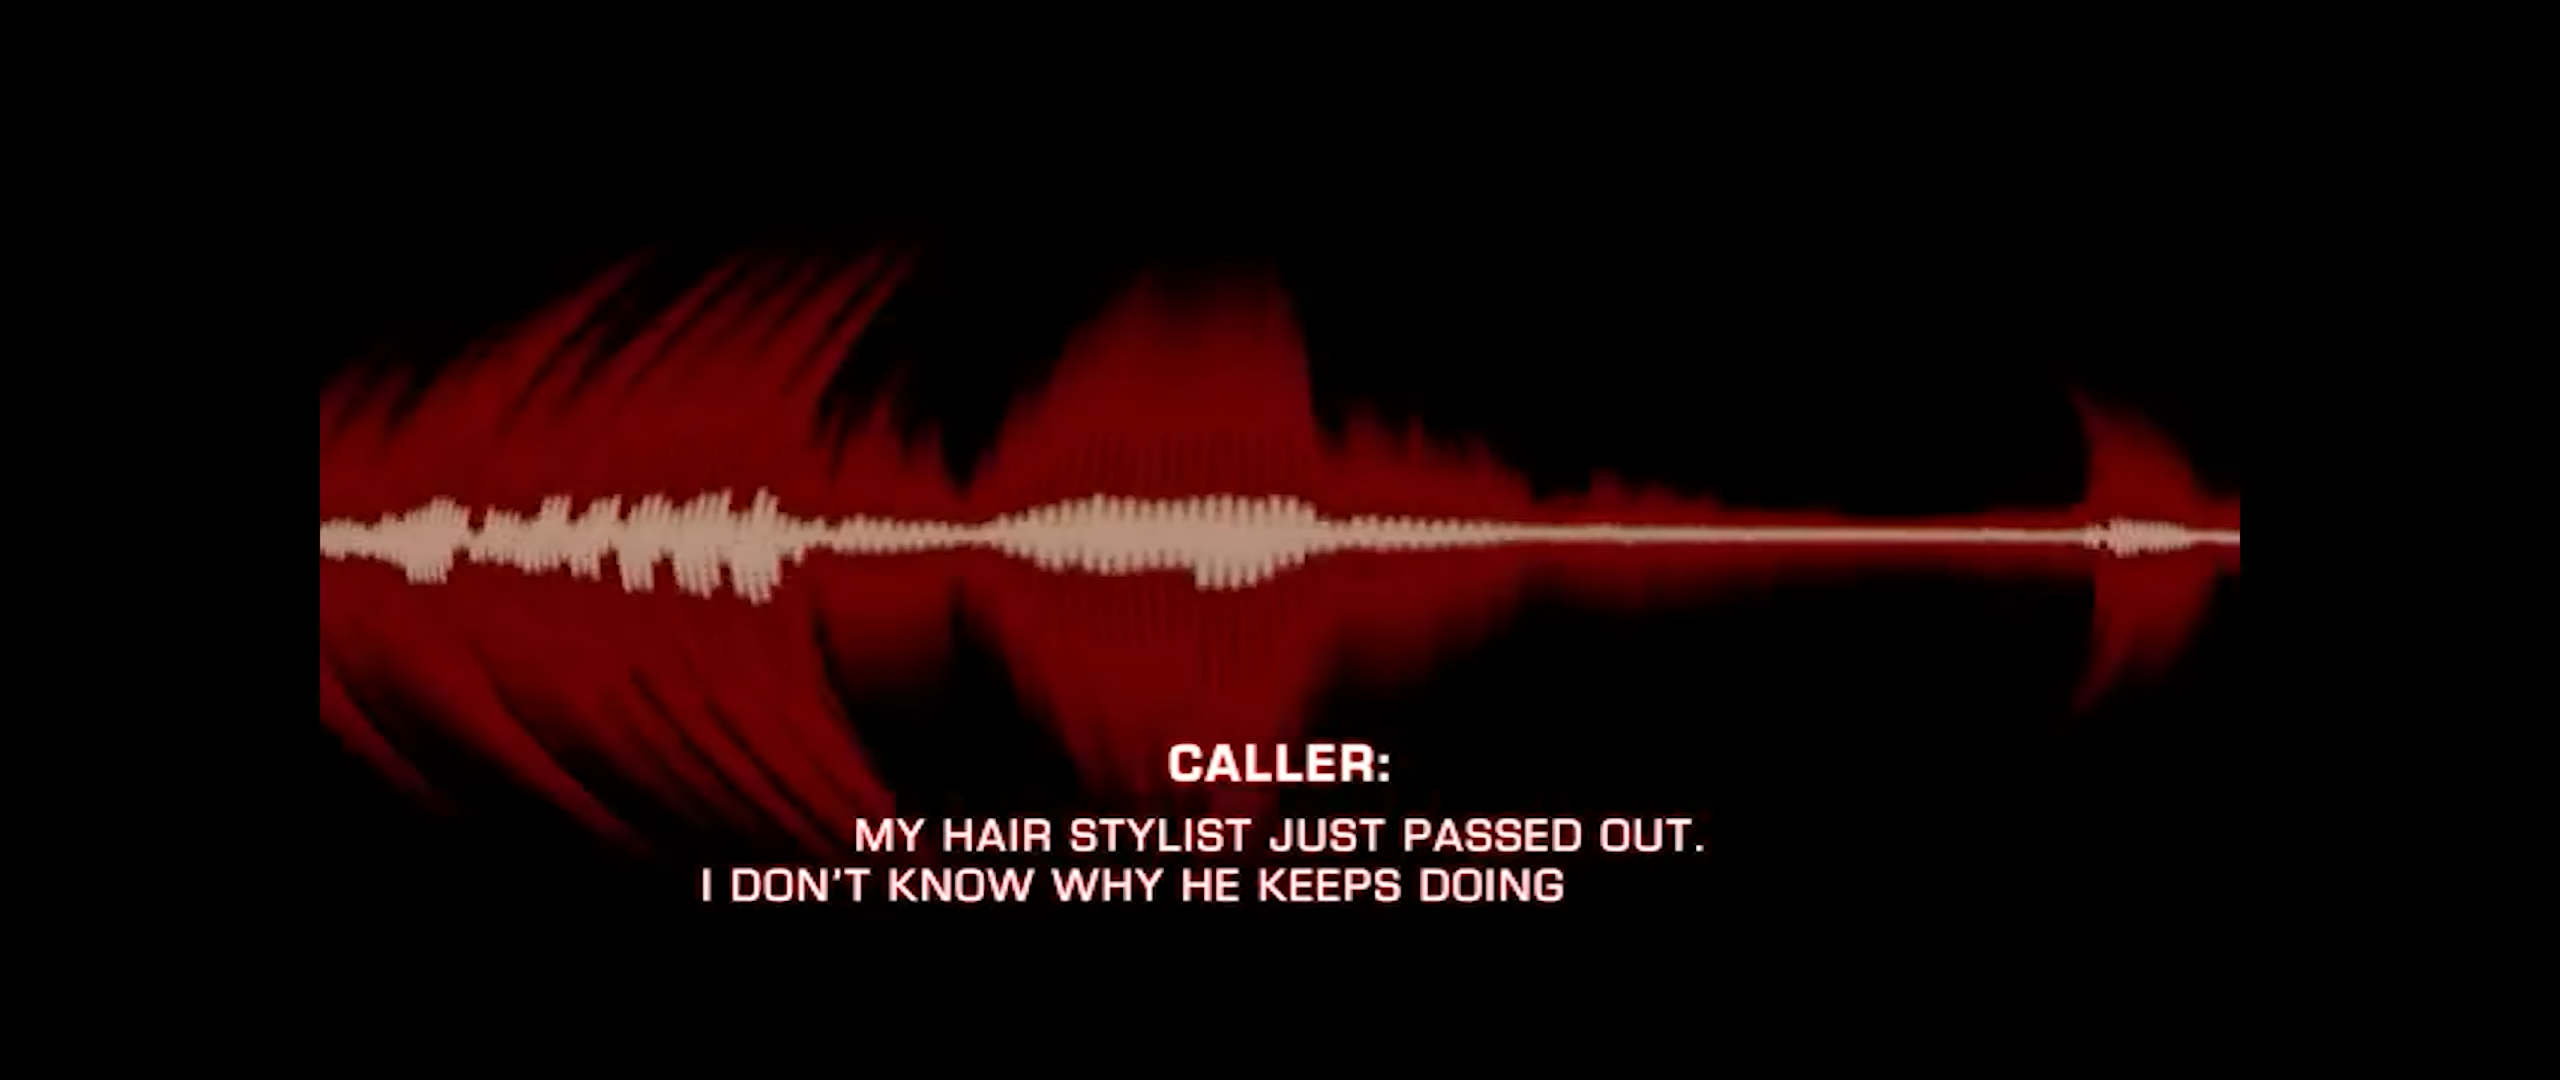 CALLER:
MY HAIR STYLIST JUST PASSED OUT.
I DON'T KNOW WHY HE KEEPS DOING